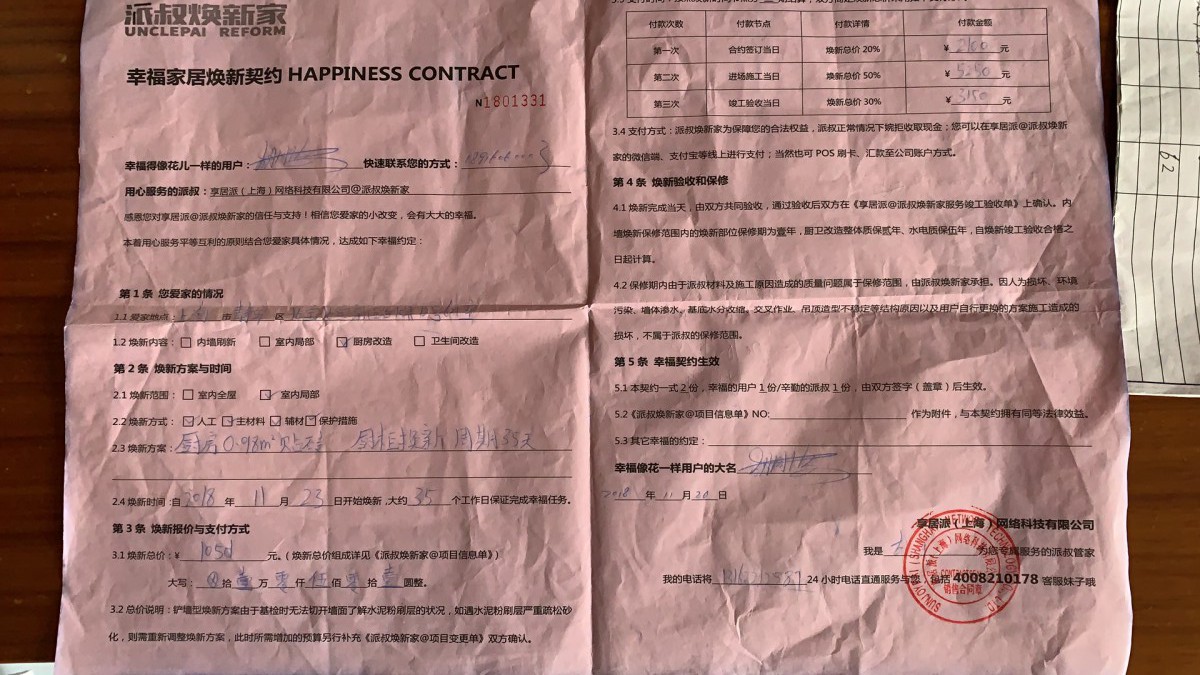 派叔焕新家
UNCLEPAI REFORM
幸福家居焕新契约 HAPPINESS CONTRACT
N1801331
幸福得像花儿一样的用户： 快速联系您的方式：
用心服务的派叔：享居派（上海）网络科技有限公司@派叔焕新家
感恩您对享居派@派叔焕新家的信任与支持！相信您爱家的小改变，会有大大的幸福。
本着用心服务平等互利的原则结合您爱家具体情况，达成如下幸福约定：
第 1 条 您爱家的情况
1.1 爱家地点：上海 市 区
1.2 焕新内容： 内墙刷新 室内局部 厨房改造 卫生间改造
第 2 条 焕新方案与时间
2.1 焕新范围： 室内全屋 室内局部
2.2 焕新方式： 人工 主材料 辅材 保护措施
2.3 焕新方案：厨房0.98m² 橱柜换新 周期35天
2.4 焕新时间：自 2018 年 11 月 23 日开始焕新，大约 35 个工作日保证完成幸福任务。
第 3 条 焕新报价与支付方式
3.1 焕新总价：¥ 1050 元。（焕新总价组成详见《派叔焕新家@项目信息单》）
大写： 拾 壹 万 零 仟 伍 佰 零 拾 壹 圆整。
3.2 总价说明：铲墙型焕新方案由于基检时无法切开墙面了解水泥粉刷层的状况，如遇水泥粉刷层严重疏松砂
化，则需重新调整焕新方案，此时所需增加的预算另行补充《派叔焕新家@项目变更单》双方确认。
付款次数 付款节点 付款详情 付款金额
第一次 合约签订当日 焕新总价 20% ¥ 2100 元
第二次 进场施工当日 焕新总价 50% ¥ 5250 元
第三次 竣工验收当日 焕新总价 30% ¥ 3150 元
3.4 支付方式：派叔焕新家为保障您的合法权益，派叔正常情况下婉拒收取现金；您可以在享居派@派叔焕新
家的微信端、支付宝等线上进行支付；当然也可 POS 刷卡、汇款至公司账户方式。
第 4 条 焕新验收和保修
4.1 焕新完成当天，由双方共同验收，通过验收后双方在《享居派@派叔焕新家服务竣工验收单》上确认。内
墙焕新保修范围内的焕新部位保修期为壹年，厨卫改造整体质保贰年、水电质保伍年，自焕新竣工验收合格之
日起计算。
4.2 保修期内由于派叔材料及施工原因造成的质量问题属于保修范围，由派叔焕新家承担。因人为损坏、环境
污染、墙体渗水、基底水分收缩、交叉作业、吊顶造型不稳定等结构原因以及用户自行更换的方案施工造成的
损坏，不属于派叔的保修范围。
第 5 条 幸福契约生效
5.1 本契约一式 2 份，幸福的用户 1 份/辛勤的派叔 1 份，由双方签字（盖章）后生效。
5.2《派叔焕新家@项目信息单》NO: 作为附件，与本契约拥有同等法律效益。
5.3 其它幸福的约定：
幸福像花一样用户的大名
2018 年 11 月 20 日
享居派（上海）网络科技有限公司
我是 为您专属服务的派叔管家
我的电话将 24 小时电话直通服务与您，包括 4008210178 客服妹子哦
销售合同章
62